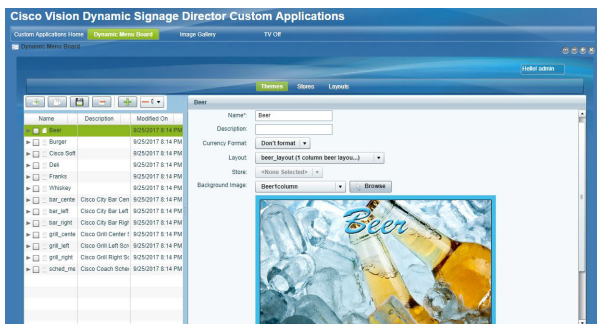 Cisco Vision Dynamic Signage Director Custom Applications
Custom Applications Home Dynamic Menu Board Image Gallery TV Off
Dynamic Menu Board
Hello! admin
Themes Stores Layouts
Beer
Name Description Modified On
Beer 9/25/2017 8:14 PM
Burger 9/25/2017 8:14 PM
Cisco Soft 9/25/2017 8:14 PM
Deli 9/25/2017 8:14 PM
Franks 9/25/2017 8:14 PM
Whiskey 9/25/2017 8:14 PM
bar_cente Cisco City Bar Cen 9/25/2017 8:14 PM
bar_left Cisco City Bar Left 9/25/2017 8:14 PM
bar_right Cisco City Bar Righ 9/25/2017 8:14 PM
grill_cente Cisco Grill Center S 9/25/2017 8:14 PM
grill_left Cisco Grill Left Scr 9/25/2017 8:14 PM
grill_right Cisco Grill Right Sc 9/25/2017 8:14 PM
sched_ms Cisco Coach Sche 9/25/2017 8:14 PM
Name*: Beer
Description:
Currency Format: Don't format
Layout: beer_layout (1 column beer layou...)
Store: <None Selected>
Background Image: Beer1column Browse
Beer